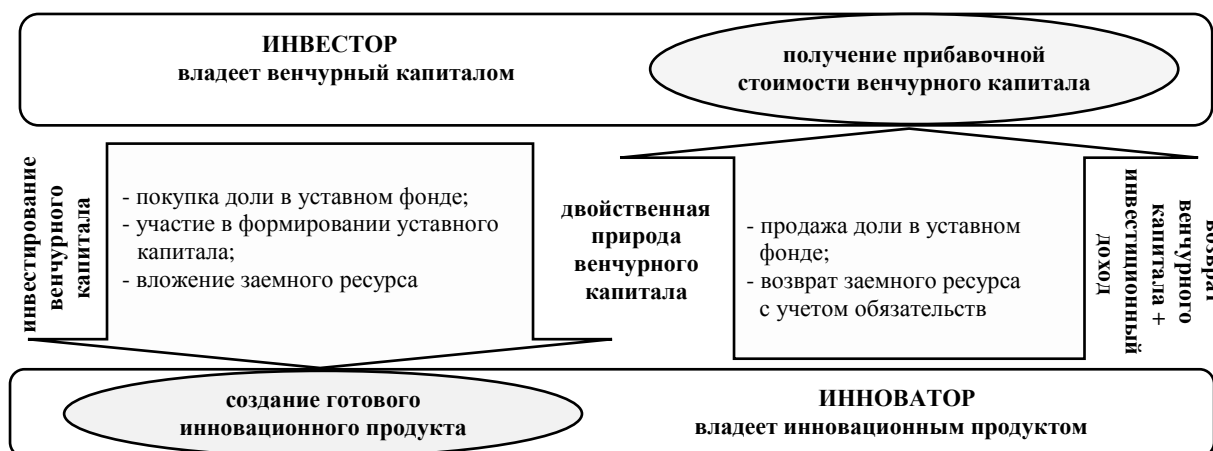 ИНВЕСТОР
владеет венчурный капиталом
получение прибавочной
стоимости венчурного капитала
инвестирование
венчурного
капитала
- покупка доли в уставном фонде;
- участие в формировании уставного
капитала;
- вложение заемного ресурса
двойственная
природа
венчурного
капитала
- продажа доли в уставном
фонде;
- возврат заемного ресурса
с учетом обязательств
возврат
венчурного
капитала +
инвестиционный
доход
создание готового
инновационного продукта
ИННОВАТОР
владеет инновационным продуктом